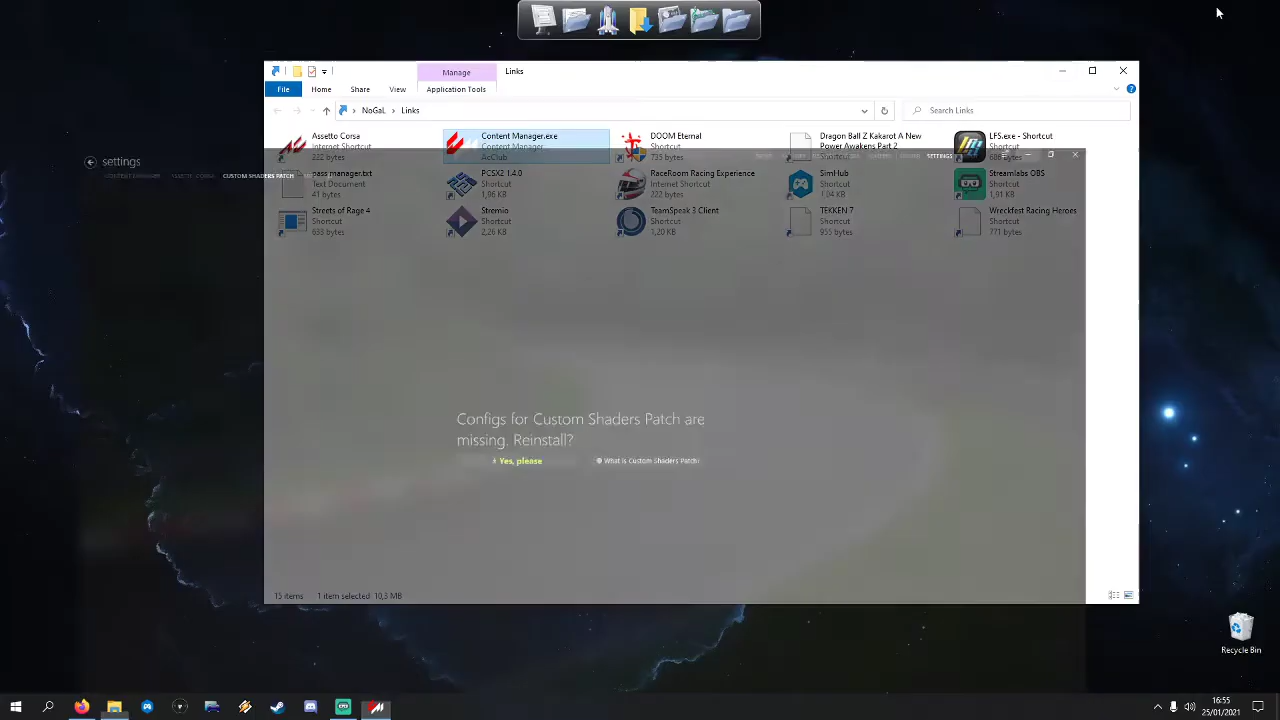 Manage
Links
File
Home
Share
View
Application Tools
NoGaL
Links
Search Links
Assetto Corsa
Internet Shortcut
222 bytes
Content Manager.exe
Content Manager
AcClub
DOOM Eternal
735 bytes
Dragon Ball Z Kakarot A New
Power Awakens Part 2
LFS.exe - Shortcut
Shortcut
settings
SETTINGS
CONTENT MANAGER
ASSETTO CORSA
CUSTOM SHADERS PATCH
pass manager.txt
Text Document
41 bytes
PCSX2 1.4.0
Shortcut
1,96 KB
RaceRoom Racing Experience
Internet Shortcut
222 bytes
SimHub
Shortcut
1,04 KB
Streamlabs OBS
Shortcut
1,91 KB
Streets of Rage 4
Shortcut
633 bytes
Stremio
Shortcut
2,26 KB
TeamSpeak 3 Client
Shortcut
1,20 KB
TEKKEN 7
Shortcut
955 bytes
Wreckfest Racing Heroes
Shortcut
771 bytes
Configs for Custom Shaders Patch are
missing. Reinstall?
Yes, please
What is Custom Shaders Patch?
15 items
1 item selected 10,3 MB
Recycle Bin
16:55
25/01/2021